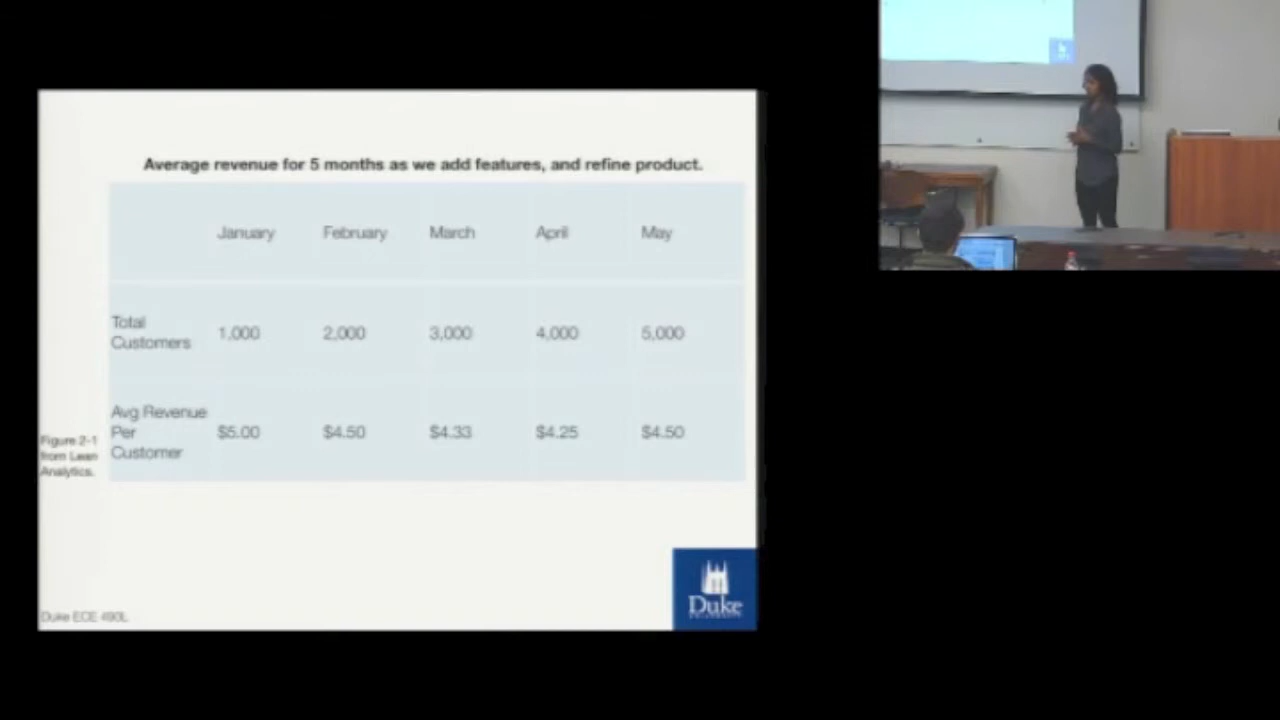 Average revenue for 5 months as we add features, and refine product.
January February March April May
Total
Customers
1,000 2,000 3,000 4,000 5,000
Avg Revenue
Per
Customer
$5.00 $4.50 $4.33 $4.25 $4.50
Figure 2-1
from Lean
Analytics.
Duke ECE 490L
Duke
UNIVERSITY